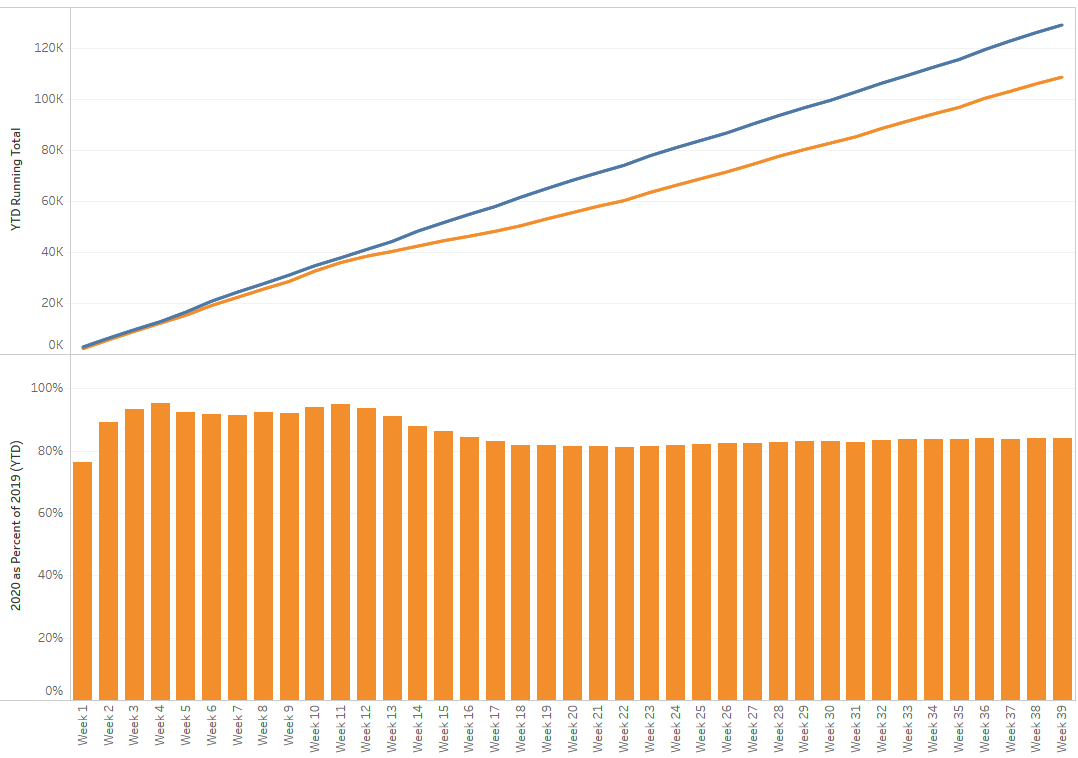 YTD Running Total
120K
100K
80K
60K
40K
20K
0K
2020 as Percent of 2019 (YTD)
100%
80%
60%
40%
20%
0%
Week 1
Week 2
Week 3
Week 4
Week 5
Week 6
Week 7
Week 8
Week 9
Week 10
Week 11
Week 12
Week 13
Week 14
Week 15
Week 16
Week 17
Week 18
Week 19
Week 20
Week 21
Week 22
Week 23
Week 24
Week 25
Week 26
Week 27
Week 28
Week 29
Week 30
Week 31
Week 32
Week 33
Week 34
Week 35
Week 36
Week 37
Week 38
Week 39